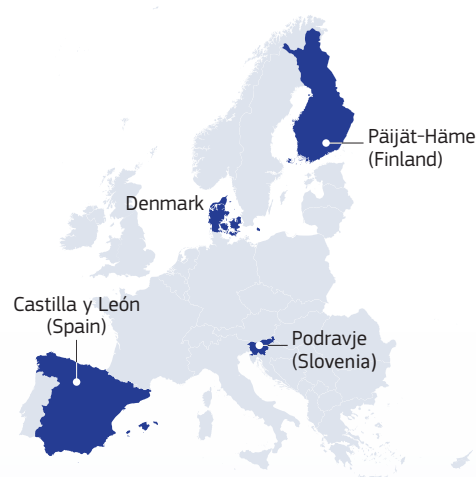 Päijät-Häme
(Finland)
Denmark
Castilla y León
(Spain)
Podravje
(Slovenia)